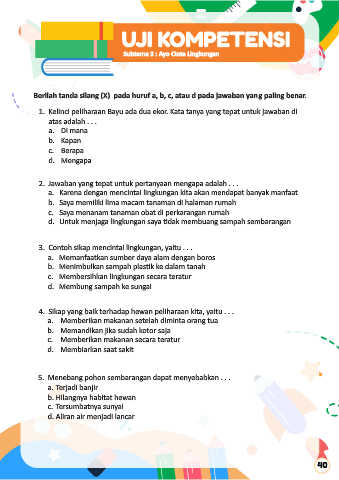 UJI KOMPETENSI
Subtema 3 : Ayo Cinta Lingkungan
Berilah tanda silang (X) pada huruf a, b, c, atau d pada jawaban yang paling benar.
1. Kelinci peliharaan Bayu ada dua ekor. Kata tanya yang tepat untuk jawaban di
atas adalah . . .
a. Di mana
b. Kapan
c. Berapa
d. Mengapa
2. Jawaban yang tepat untuk pertanyaan mengapa adalah . . .
a. Karena dengan mencintai lingkungan kita akan mendapat banyak manfaat
b. Saya memiliki lima macam tanaman di halaman rumah
c. Saya menanam tanaman obat di perkarangan rumah
d. Untuk menjaga lingkungan saya tidak membuang sampah sembarangan
3. Contoh sikap mencintai lingkungan, yaitu . . .
a. Memanfaatkan sumber daya alam dengan boros
b. Menimbulkan sampah plastik ke dalam tanah
c. Membersihkan lingkungan secara teratur
d. Membung sampah ke sungai
4. Sikap yang baik terhadap hewan peliharaan kita, yaitu . . .
a. Memberikan makanan setelah diminta orang tua
b. Memandikan jika sudah kotor saja
c. Memberikan makanan secara teratur
d. Membiarkan saat sakit
5. Menebang pohon sembarangan dapat menyebabkan . . .
a. Terjadi banjir
b. Hilangnya habitat hewan
c. Tersumbatnya sunyai
d. Aliran air menjadi lancar
40